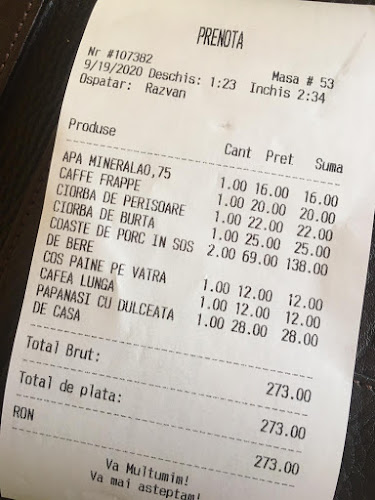 PRENOTA
Nr #107382 Masa # 53
9/19/2020 Deschis: 1:23 Inchis 2:34
Ospatar: Razvan
Produse Cant Pret Suma
APA MINERALAO,75 1.00 16.00 16.00
CAFFE FRAPPE 1.00 20.00 20.00
CIORBA DE PERISOARE 1.00 22.00 22.00
CIORBA DE BURTA 1.00 25.00 25.00
COASTE DE PORC IN SOS 2.00 69.00 138.00
DE BERE
COS PAINE PE VATRA 1.00 12.00 12.00
CAFEA LUNGA 1.00 12.00 12.00
PAPANASI CU DULCEATA 1.00 28.00 28.00
DE CASA
Total Brut: 273.00
Total de plata: 273.00
RON 273.00
Va Multumim!
Va mai asteptam!